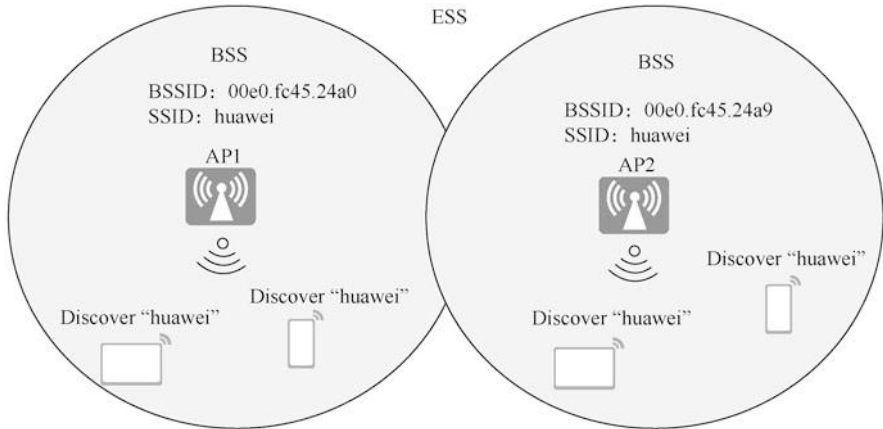 ESS
BSS
BSSID：00e0.fc45.24a0
SSID：huawei
AP1
Discover “huawei”
Discover “huawei”
BSS
BSSID：00e0.fc45.24a9
SSID：huawei
AP2
Discover “huawei”
Discover “huawei”